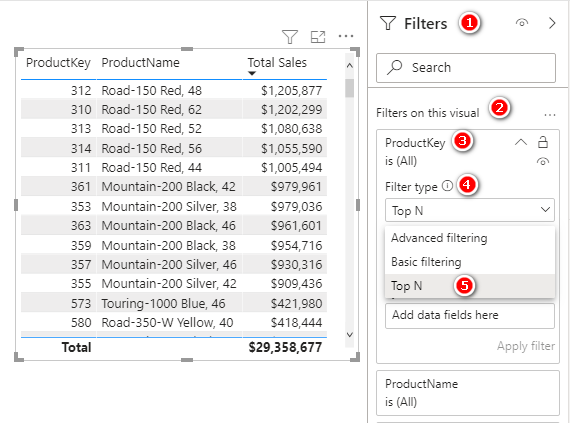 Filters 1
Search
Filters on this visual 2
ProductKey 3
is (All)
Filter type 4
Top N
Advanced filtering
Basic filtering
Top N 5
Add data fields here
Apply filter
ProductName
is (All)
ProductKey ProductName Total Sales
312 Road-150 Red, 48 $1,205,877
310 Road-150 Red, 62 $1,202,299
313 Road-150 Red, 52 $1,080,638
314 Road-150 Red, 56 $1,055,590
311 Road-150 Red, 44 $1,005,494
361 Mountain-200 Black, 42 $979,961
353 Mountain-200 Silver, 38 $979,036
363 Mountain-200 Black, 46 $961,601
359 Mountain-200 Black, 38 $954,716
357 Mountain-200 Silver, 46 $930,316
355 Mountain-200 Silver, 42 $909,436
573 Touring-1000 Blue, 46 $421,980
580 Road-350-W Yellow, 40 $418,444
Total $29,358,677